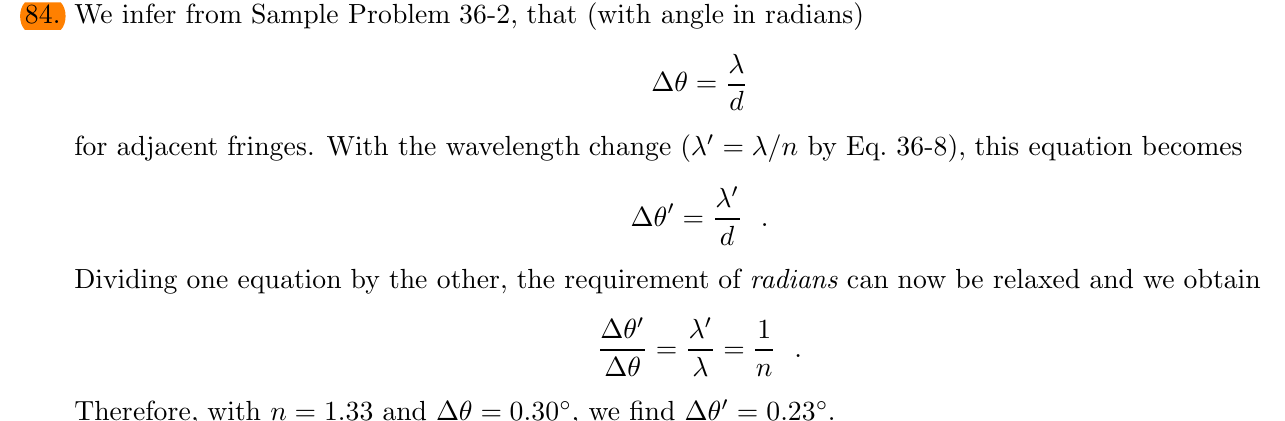 84. We infer from Sample Problem 36-2, that (with angle in radians)
Δθ = λ/d
for adjacent fringes. With the wavelength change (λ′ = λ/n by Eq. 36-8), this equation becomes
Δθ′ = λ′/d .
Dividing one equation by the other, the requirement of radians can now be relaxed and we obtain
Δθ′/Δθ = λ′/λ = 1/n .
Therefore, with n = 1.33 and Δθ = 0.30°, we find Δθ′ = 0.23°.